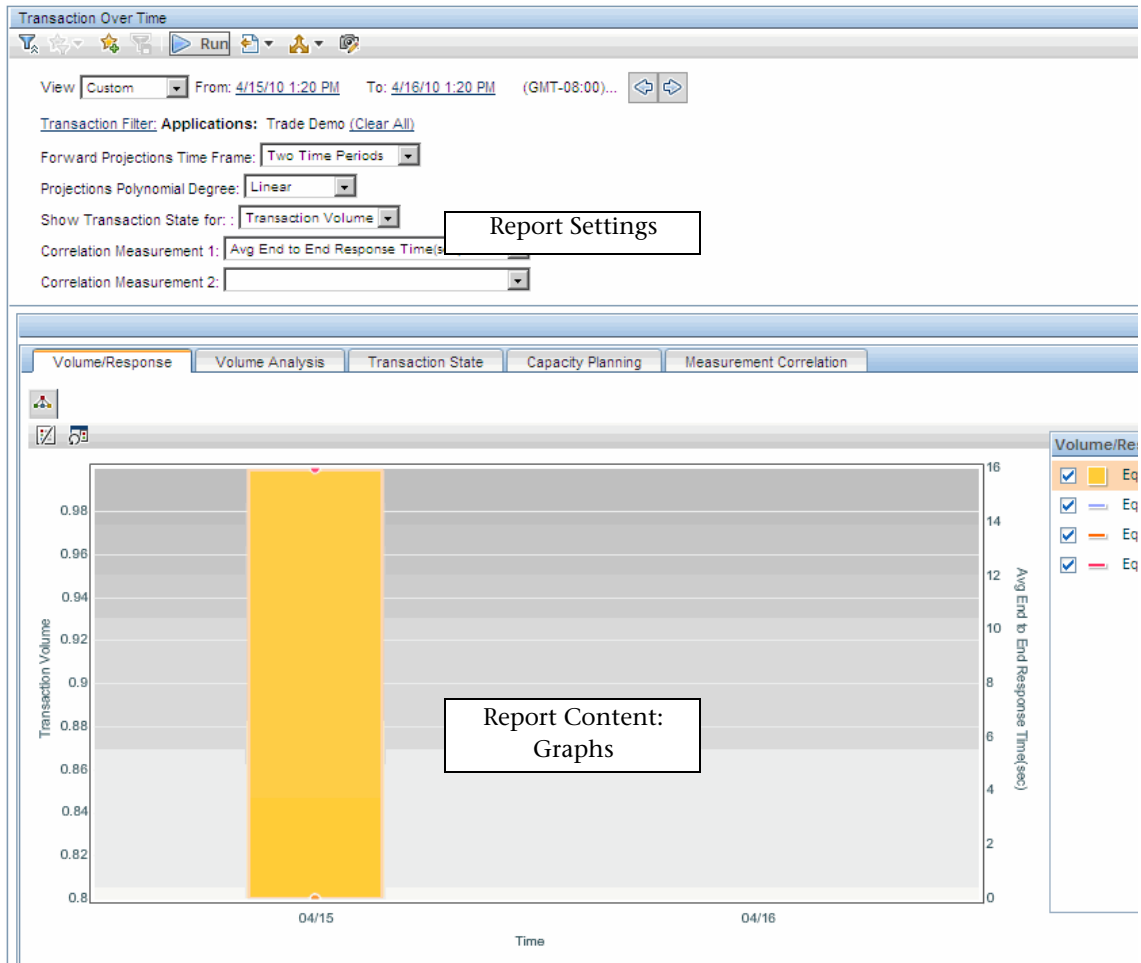 Transaction Over Time
Run
View Custom From: 4/15/10 1:20 PM To: 4/16/10 1:20 PM (GMT-08:00)...
Transaction Filter: Applications: Trade Demo (Clear All)
Forward Projections Time Frame: Two Time Periods
Projections Polynomial Degree: Linear
Show Transaction State for: : Transaction Volume
Report Settings
Correlation Measurement 1: Avg End to End Response Time(se
Correlation Measurement 2:
Volume/Response Volume Analysis Transaction State Capacity Planning Measurement Correlation
Volume/Res
Eq
Eq
Eq
Eq
Transaction Volume
0.98
0.96
0.94
0.92
0.9
0.88
0.86
0.84
0.82
0.8
16
14
12
10
8
6
4
2
0
Avg End to End Response Time(sec)
Report Content:
Graphs
04/15 04/16
Time